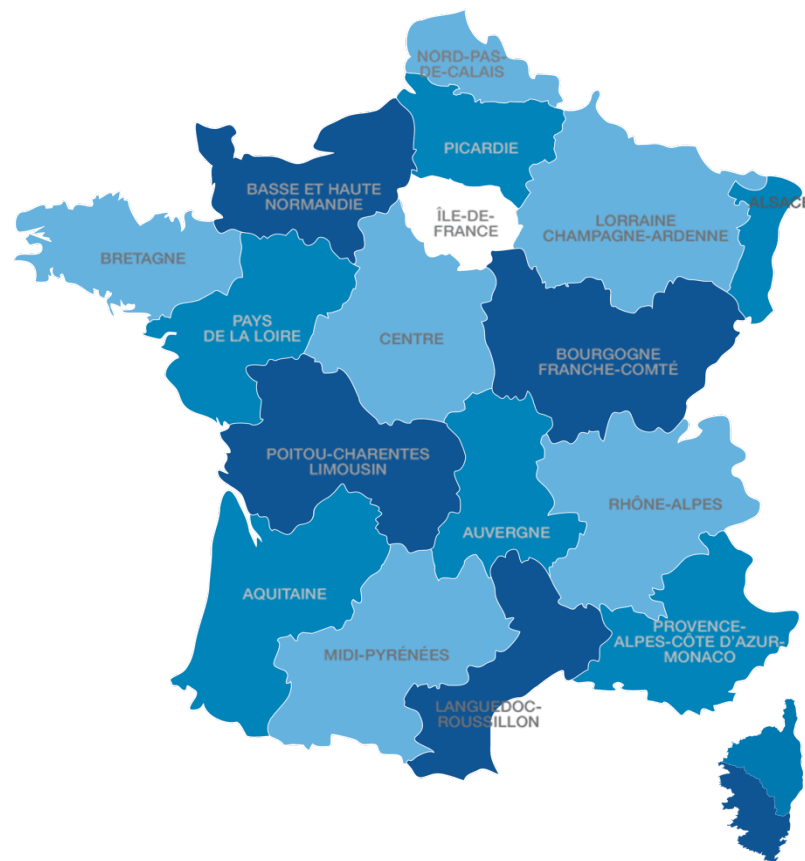 NORD-PAS-
DE-CALAIS
PICARDIE
BASSE ET HAUTE
NORMANDIE
ÎLE-DE-
FRANCE
LORRAINE
CHAMPAGNE-ARDENNE
ALSACE
BRETAGNE
PAYS
DE LA LOIRE
CENTRE
BOURGOGNE
FRANCHE-COMTÉ
POITOU-CHARENTES
LIMOUSIN
RHÔNE-ALPES
AUVERGNE
AQUITAINE
PROVENCE-
ALPES-CÔTE D'AZUR-
MONACO
MIDI-PYRÉNÉES
LANGUEDOC-
ROUSSILLON